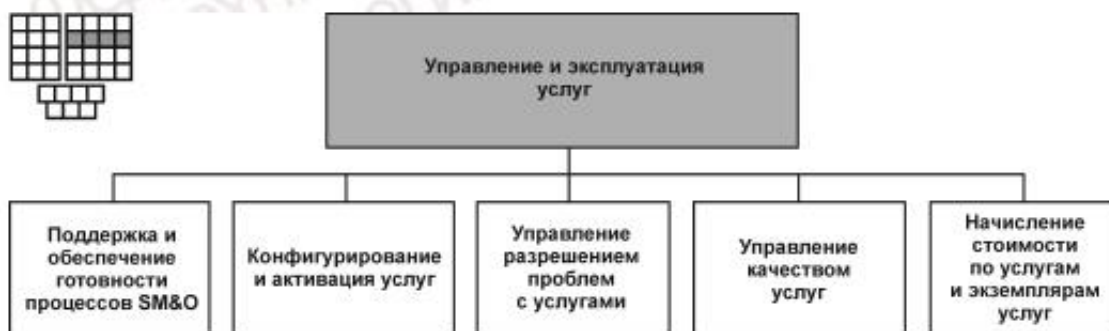 Управление и эксплуатация
услуг
Поддержка и
обеспечение
готовности
процессов SM&O
Конфигурирование
и активация услуг
Управление
разрешением
проблем
с услугами
Управление
качеством
услуг
Начисление
стоимости
по услугам
и экземплярам
услуг